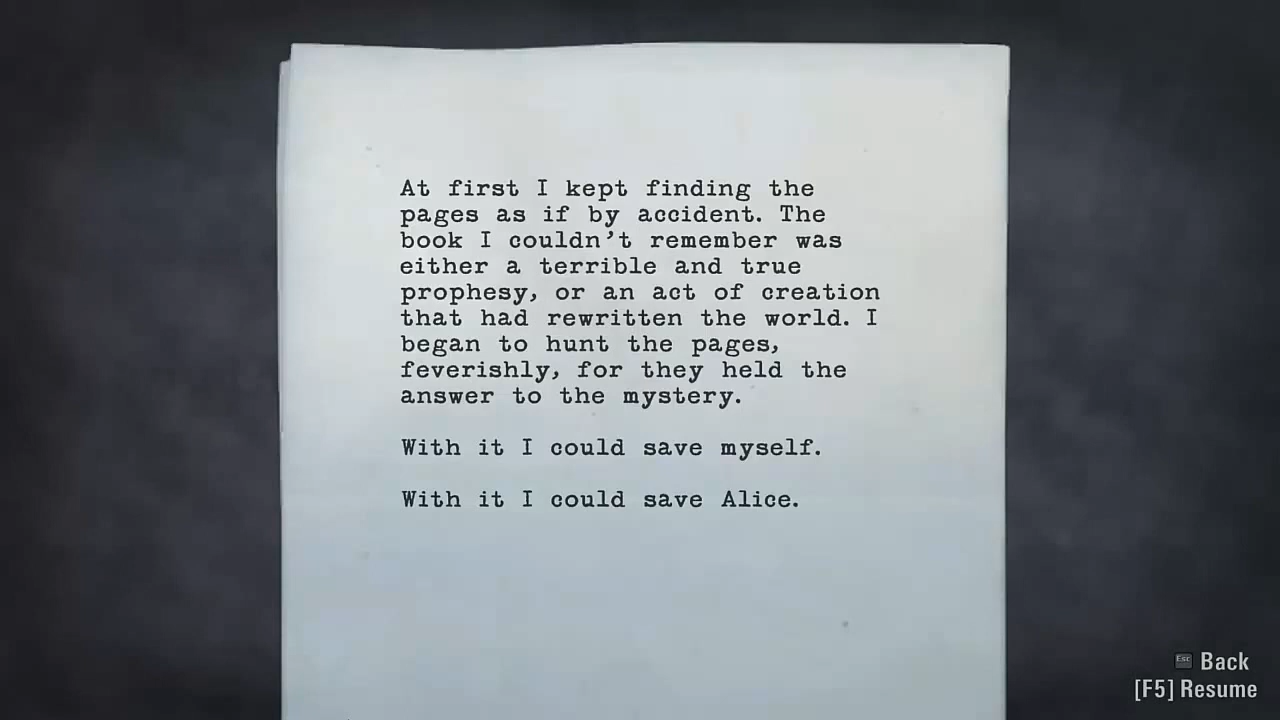 At first I kept finding the
pages as if by accident. The
book I couldn't remember was
either a terrible and true
prophesy, or an act of creation
that had rewritten the world. I
began to hunt the pages,
feverishly, for they held the
answer to the mystery.
With it I could save myself.
With it I could save Alice.
Esc Back
[F5] Resume